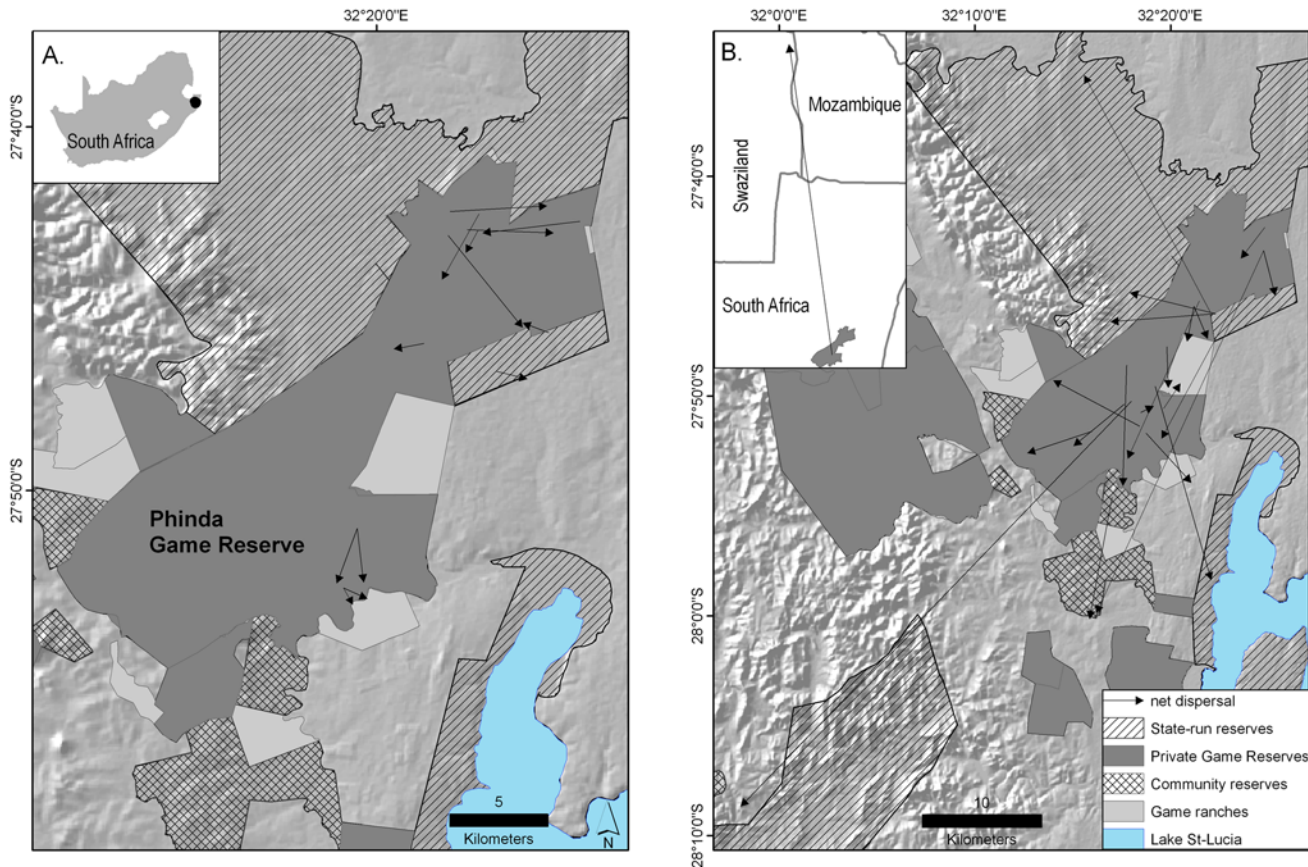 32°20'0"E
A.
South Africa
27°40'0"S
27°50'0"S
Phinda
Game Reserve
5
Kilometers
N
32°0'0"E
32°10'0"E
32°20'0"E
B.
Mozambique
Swaziland
South Africa
27°40'0"S
27°50'0"S
28°0'0"S
28°10'0"S
10
Kilometers
net dispersal
State-run reserves
Private Game Reserves
Community reserves
Game ranches
Lake St-Lucia